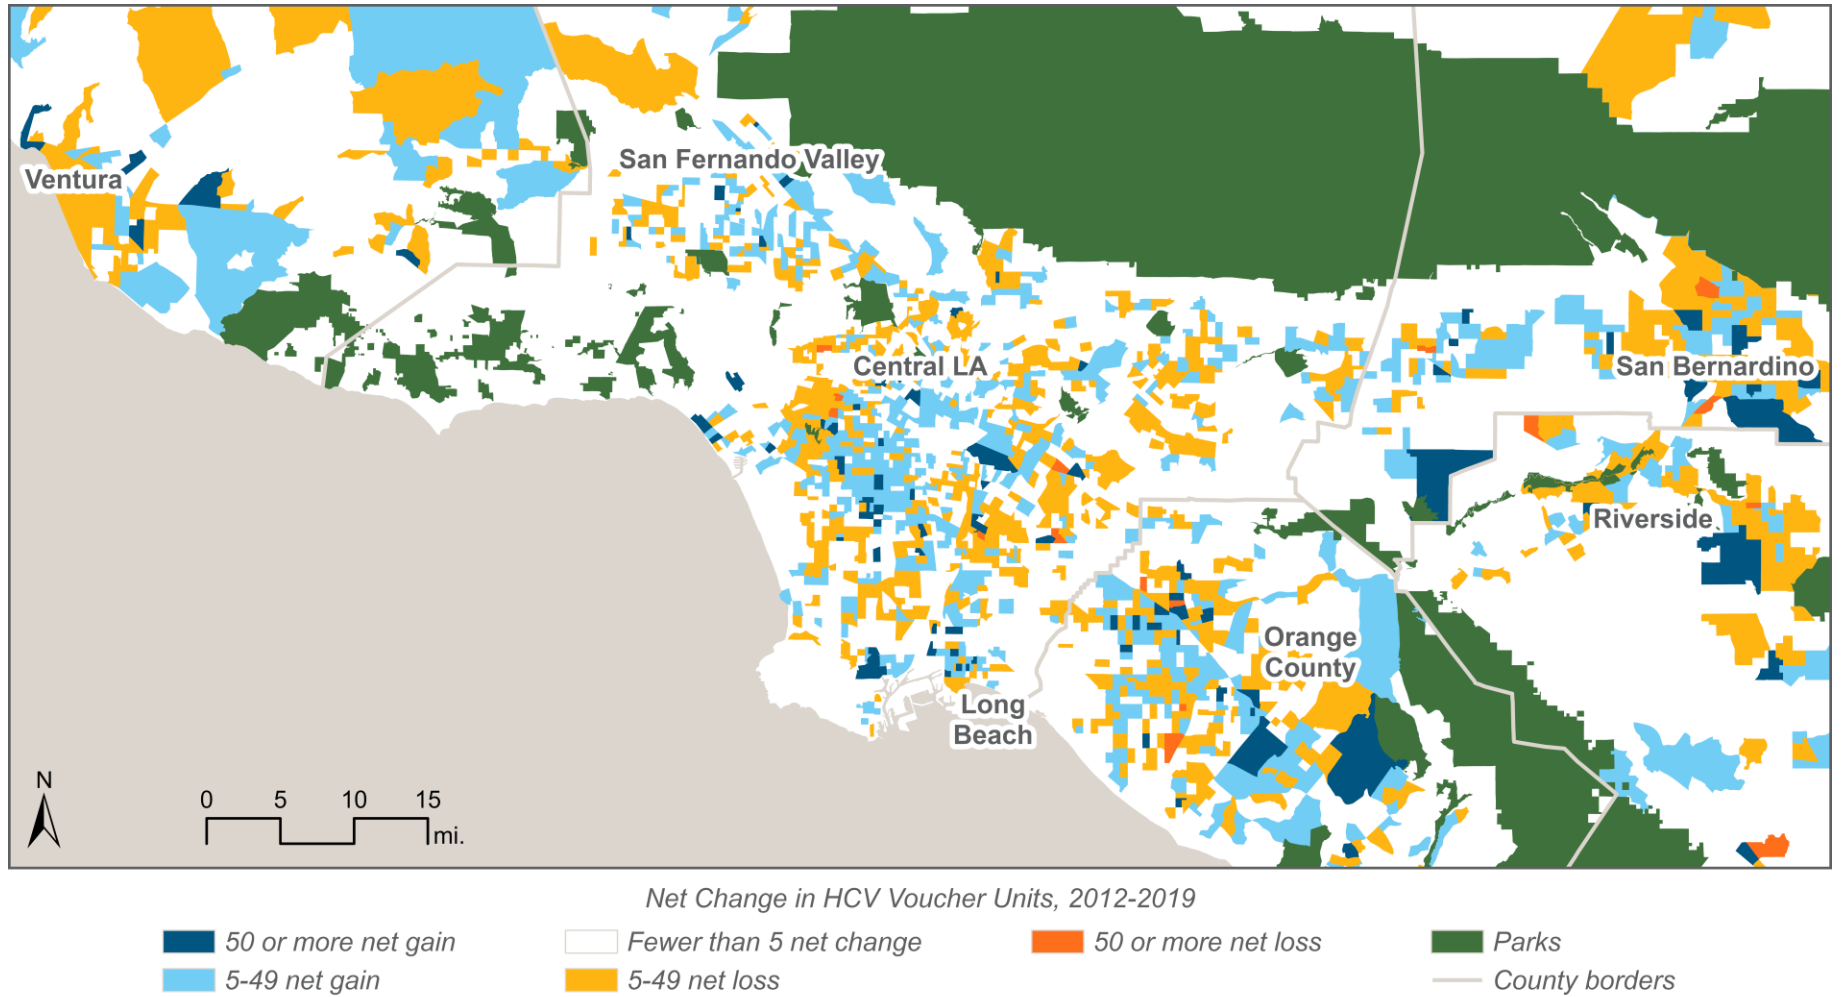 San Fernando Valley
Ventura
Central LA
San Bernardino
Riverside
Orange
County
Long
Beach
N
0 5 10 15
mi.
Net Change in HCV Voucher Units, 2012-2019
50 or more net gain
Fewer than 5 net change
50 or more net loss
Parks
5-49 net gain
5-49 net loss
County borders